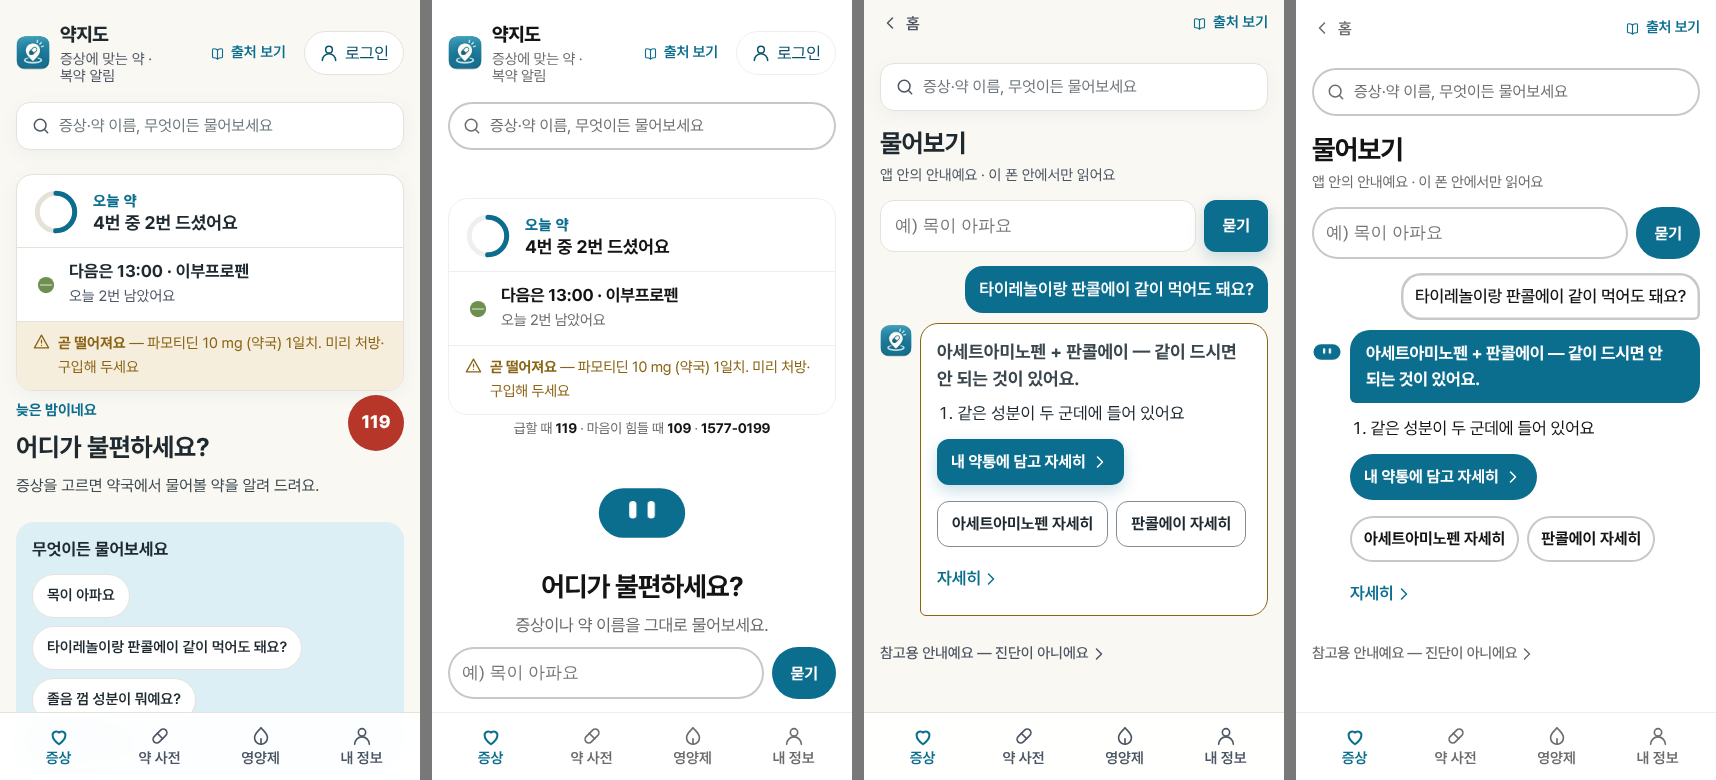 약지도
증상에 맞는 약 ·
복약 알림
출처 보기
로그인
증상·약 이름, 무엇이든 물어보세요
오늘 약
4번 중 2번 드셨어요
다음은 13:00 · 이부프로펜
오늘 2번 남았어요
곧 떨어져요 — 파모티딘 10 mg (약국) 1일치. 미리 처방·
구입해 두세요
늦은 밤이네요
119
어디가 불편하세요?
증상을 고르면 약국에서 물어볼 약을 알려 드려요.
무엇이든 물어보세요
목이 아파요
타이레놀이랑 판콜에이 같이 먹어도 돼요?
졸음 껌 성분이 뭐예요?
증상
약 사전
영양제
내 정보
약지도
증상에 맞는 약 ·
복약 알림
출처 보기
로그인
증상·약 이름, 무엇이든 물어보세요
오늘 약
4번 중 2번 드셨어요
다음은 13:00 · 이부프로펜
오늘 2번 남았어요
곧 떨어져요 — 파모티딘 10 mg (약국) 1일치. 미리 처방·
구입해 두세요
급할 때 119 · 마음이 힘들 때 109 · 1577-0199
어디가 불편하세요?
증상이나 약 이름을 그대로 물어보세요.
예) 목이 아파요
묻기
증상
약 사전
영양제
내 정보
홈
출처 보기
증상·약 이름, 무엇이든 물어보세요
물어보기
앱 안의 안내예요 · 이 폰 안에서만 읽어요
예) 목이 아파요
묻기
타이레놀이랑 판콜에이 같이 먹어도 돼요?
아세트아미노펜 + 판콜에이 — 같이 드시면
안 되는 것이 있어요.
1. 같은 성분이 두 군데에 들어 있어요
내 약통에 담고 자세히
아세트아미노펜 자세히
판콜에이 자세히
자세히
참고용 안내예요 — 진단이 아니에요
증상
약 사전
영양제
내 정보
홈
출처 보기
증상·약 이름, 무엇이든 물어보세요
물어보기
앱 안의 안내예요 · 이 폰 안에서만 읽어요
예) 목이 아파요
묻기
타이레놀이랑 판콜에이 같이 먹어도 돼요?
아세트아미노펜 + 판콜에이 — 같이 드시면 안
되는 것이 있어요.
1. 같은 성분이 두 군데에 들어 있어요
내 약통에 담고 자세히
아세트아미노펜 자세히
판콜에이 자세히
자세히
참고용 안내예요 — 진단이 아니에요
증상
약 사전
영양제
내 정보